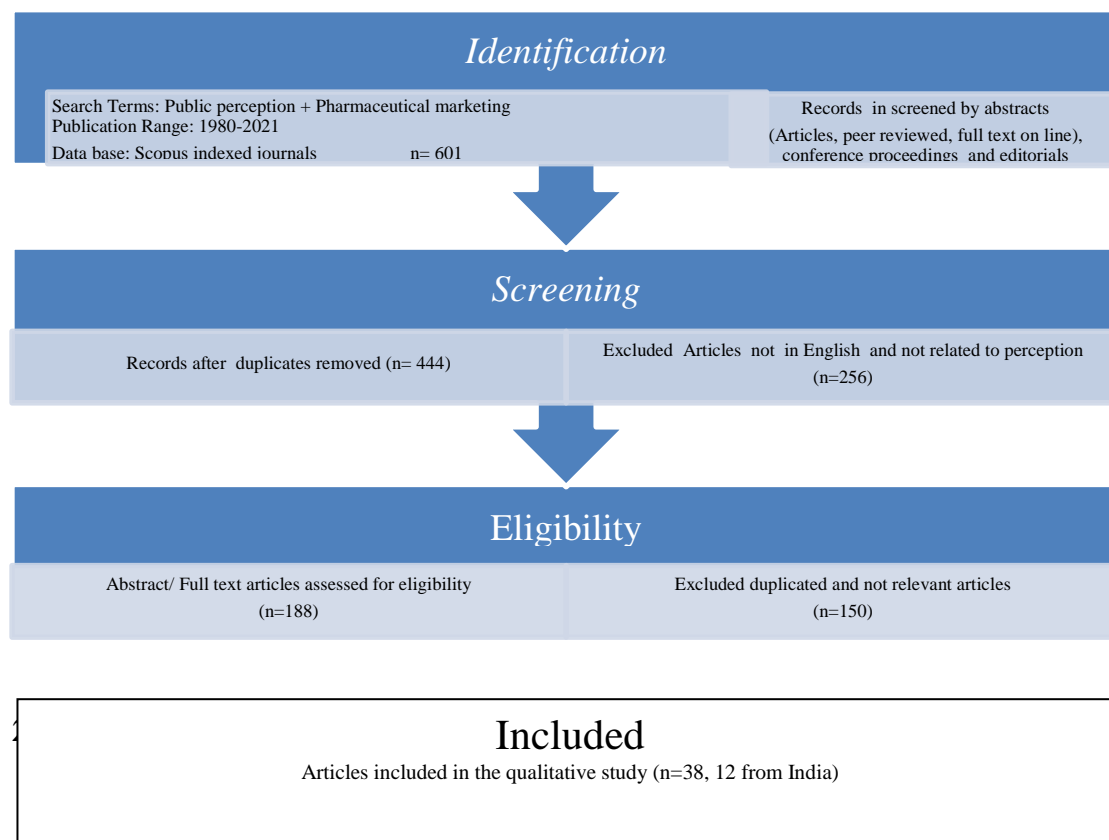 Identification
Search Terms: Public perception + Pharmaceutical marketing
Publication Range: 1980-2021
Data base: Scopus indexed journals n= 601
Records in screened by abstracts
(Articles, peer reviewed, full text on line),
conference proceedings and editorials
Screening
Records after duplicates removed (n= 444)
Excluded Articles not in English and not related to perception
(n=256)
Eligibility
Abstract/ Full text articles assessed for eligibility
(n=188)
Excluded duplicated and not relevant articles
(n=150)
Included
Articles included in the qualitative study (n=38, 12 from India)